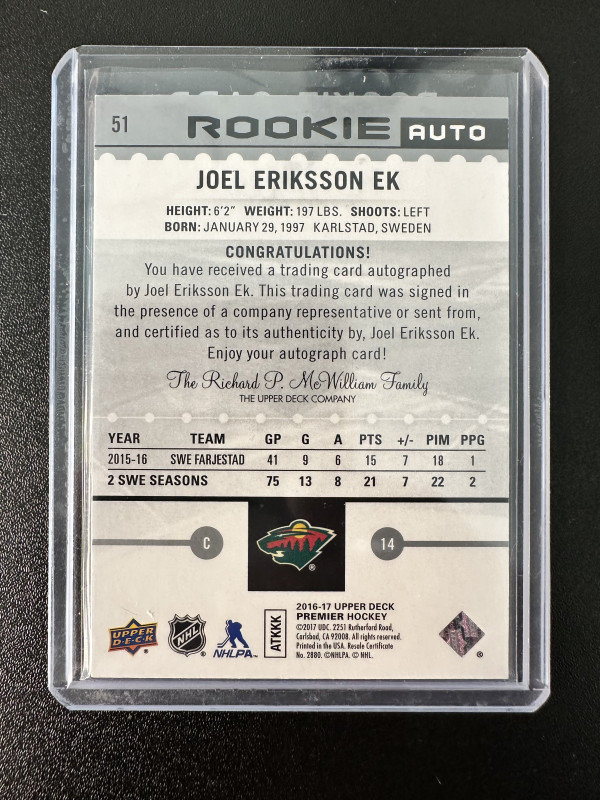 51
ROOKIE AUTO
JOEL ERIKSSON EK
HEIGHT: 6'2" WEIGHT: 197 LBS. SHOOTS: LEFT
BORN: JANUARY 29, 1997 KARLSTAD, SWEDEN
CONGRATULATIONS!
You have received a trading card autographed
by Joel Eriksson Ek. This trading card was signed in
the presence of a company representative or sent from,
and certified as to its authenticity by, Joel Eriksson Ek.
Enjoy your autograph card!
The Richard P. McWilliam Family
THE UPPER DECK COMPANY
YEAR TEAM GP G A PTS +/- PIM PPG
2015-16 SWE FARJESTAD 41 9 6 15 7 18 1
2 SWE SEASONS 75 13 8 21 7 22 2
C
14
®
UPPER DECK
NHL
NHLPA
ATKKK
2016-17 UPPER DECK
PREMIER HOCKEY
©2017 UDC. 2251 Rutherford Road,
Carlsbad, CA 92008. All rights reserved.
Printed in the USA. Resale Certificate
No. 2880. ©NHLPA. © NHL.
®